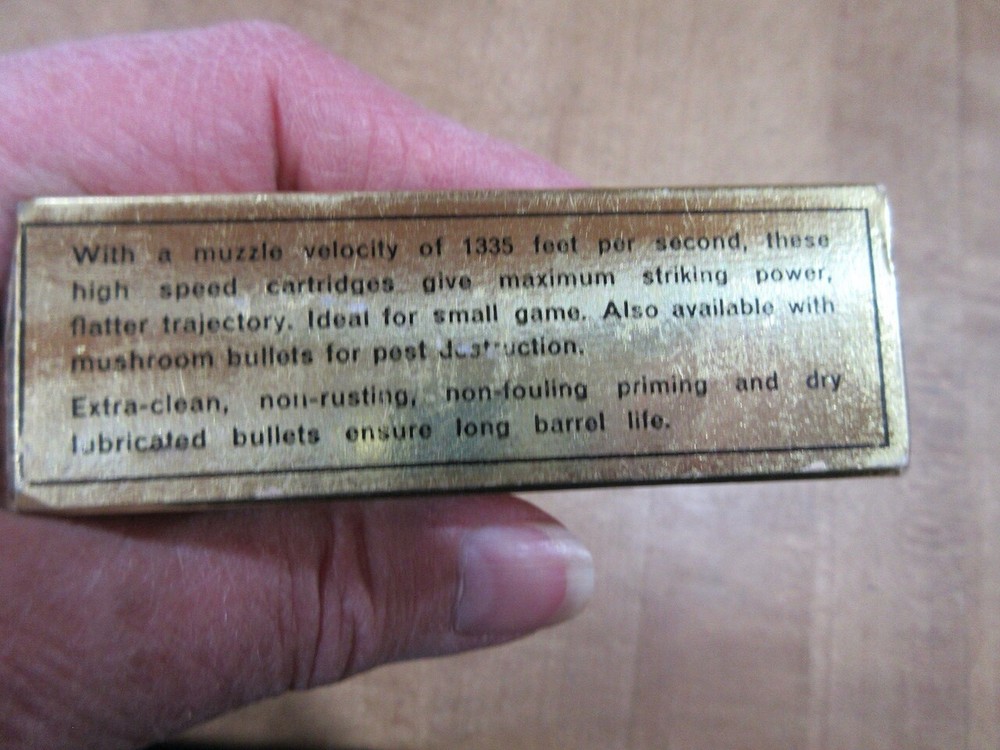 With a muzzle velocity of 1335 feet per second, these
high speed cartridges give maximum striking power,
flatter trajectory. Ideal for small game. Also available with
mushroom bullets for pest destruction.
Extra-clean, non-rusting, non-fouling priming and dry
lubricated bullets ensure long barrel life.